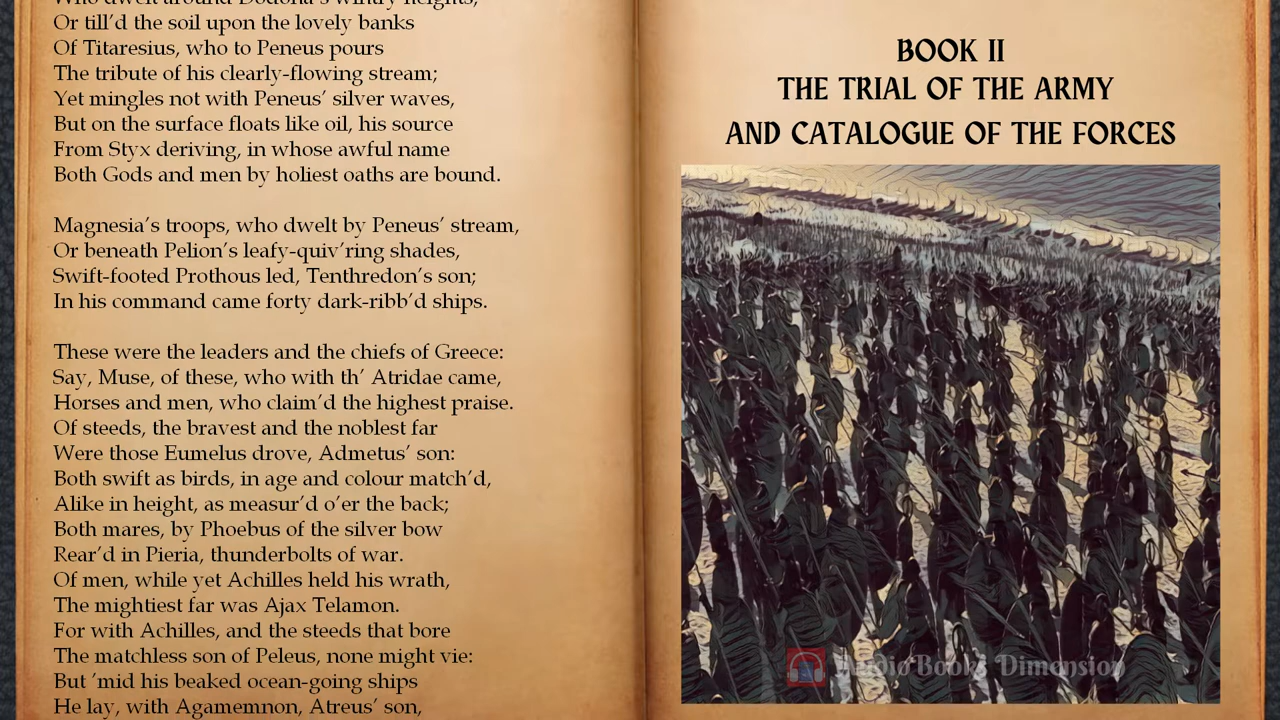 Who dwelt around Dodona's wintry heights,
Or till'd the soil upon the lovely banks
Of Titaresius, who to Peneus pours
The tribute of his clearly-flowing stream;
Yet mingles not with Peneus' silver waves,
But on the surface floats like oil, his source
From Styx deriving, in whose awful name
Both Gods and men by holiest oaths are bound.
Magnesia's troops, who dwelt by Peneus' stream,
Or beneath Pelion's leafy-quiv'ring shades,
Swift-footed Prothous led, Tenthredon's son;
In his command came forty dark-ribb'd ships.
These were the leaders and the chiefs of Greece:
Say, Muse, of these, who with th' Atridae came,
Horses and men, who claim'd the highest praise.
Of steeds, the bravest and the noblest far
Were those Eumelus drove, Admetus' son:
Both swift as birds, in age and colour match'd,
Alike in height, as measur'd o'er the back;
Both mares, by Phoebus of the silver bow
Rear'd in Pieria, thunderbolts of war.
Of men, while yet Achilles held his wrath,
The mightiest far was Ajax Telamon.
For with Achilles, and the steeds that bore
The matchless son of Peleus, none might vie:
But 'mid his beaked ocean-going ships
He lay, with Agamemnon, Atreus' son,
BOOK II
THE TRIAL OF THE ARMY
AND CATALOGUE OF THE FORCES
Audio Books Dimension